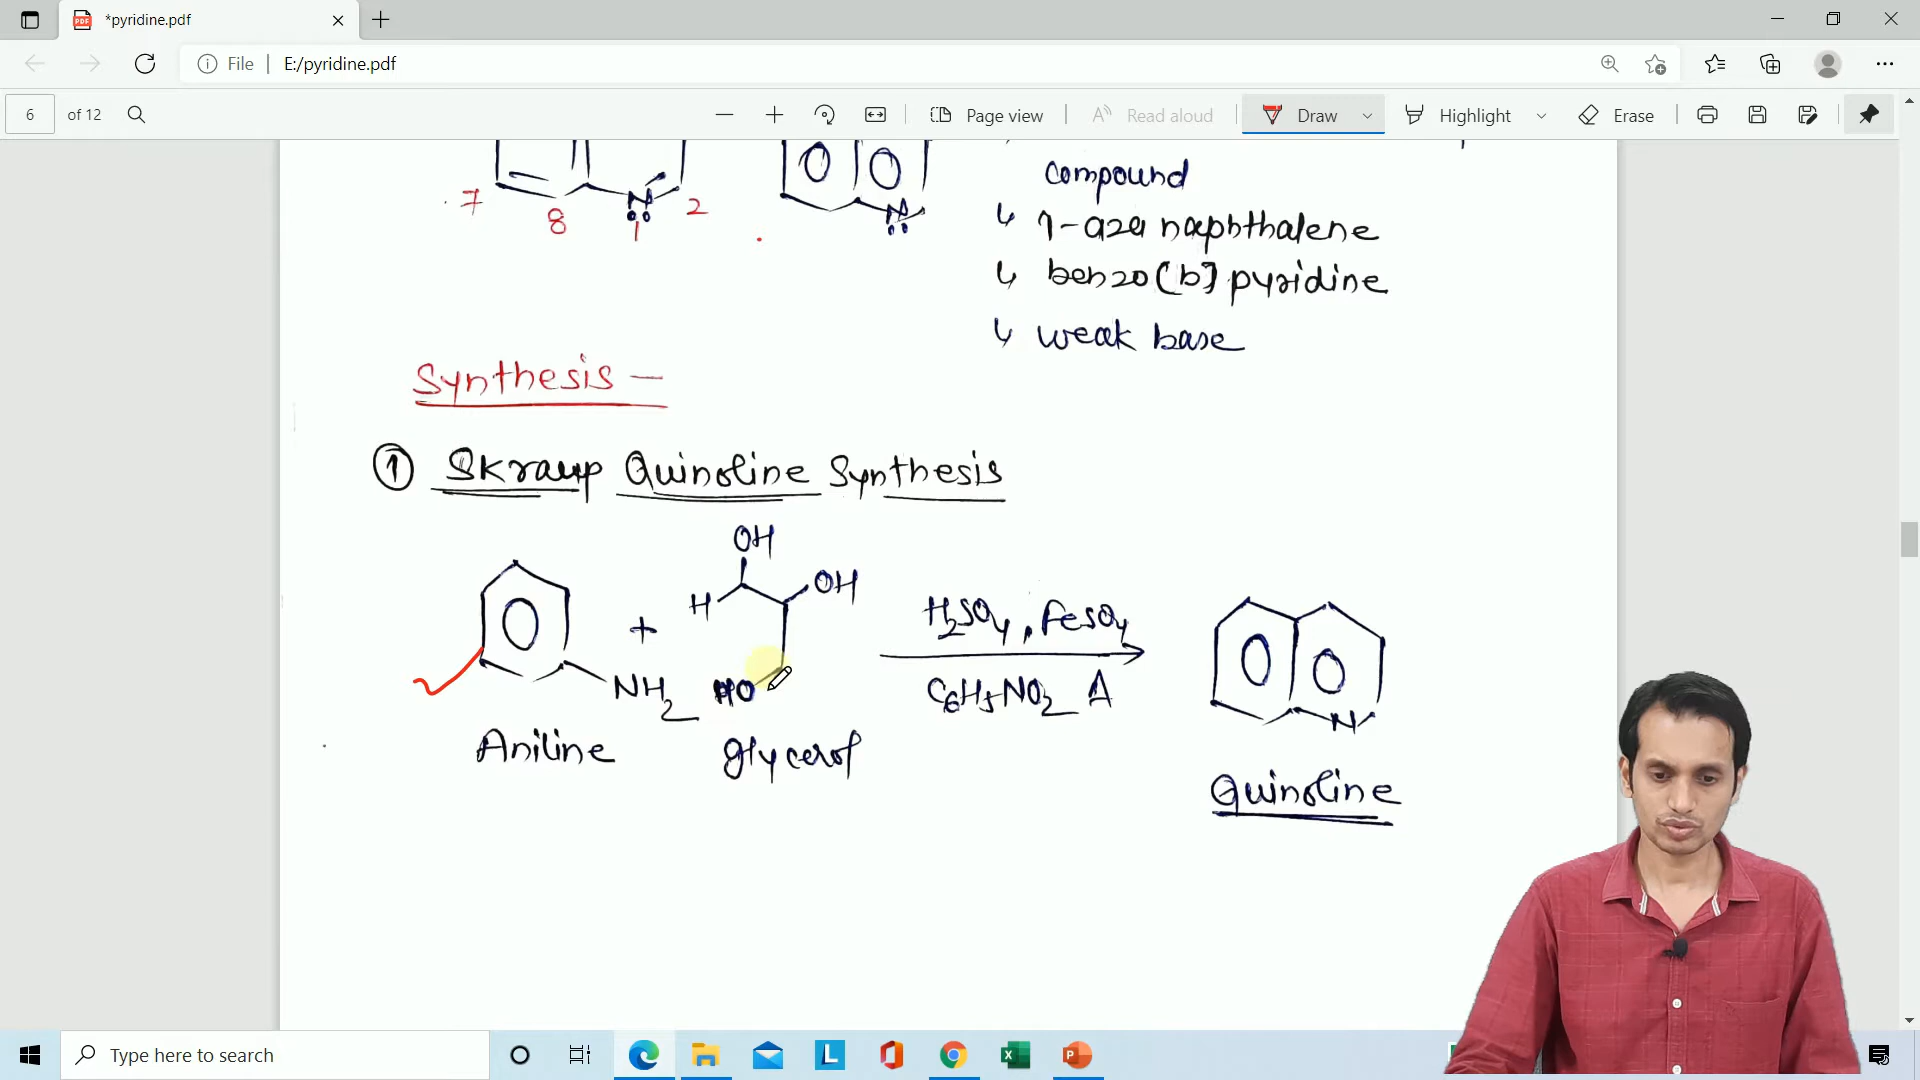 *pyridine.pdf
File
E:/pyridine.pdf
6 of 12
Page view
Read aloud
Draw
Highlight
Erase
compound
7
8
1
N
2
N
↳ 1-aza naphthalene
↳ benzo [b] pyridine
↳ weak base
Synthesis –
① Skraup Quinoline Synthesis
OH
H
OH
+
NH2
HO
H2SO4, FeSO4
C6H5NO2 Δ
N
Aniline
glycerol
Quinoline
Type here to search